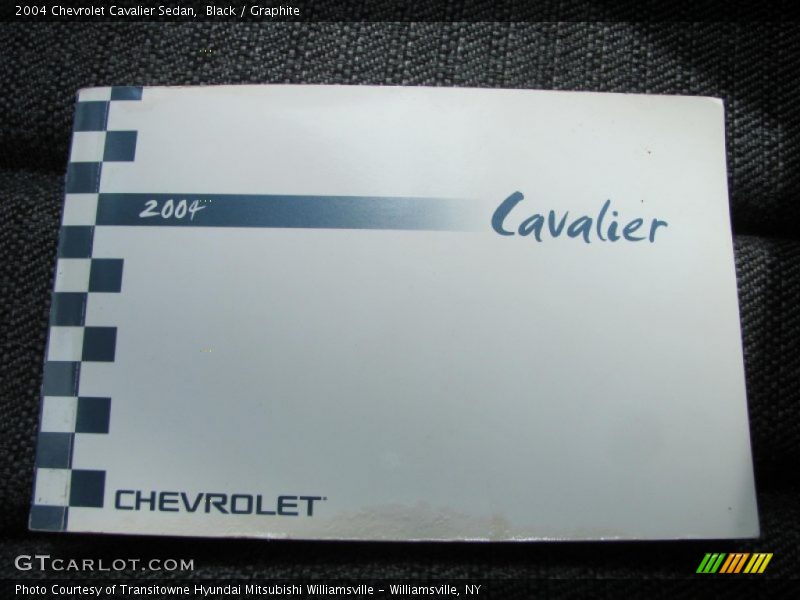 2004 Chevrolet Cavalier Sedan, Black / Graphite
2004
Cavalier
CHEVROLET
GTCARLOT.COM
Photo Courtesy of Transitowne Hyundai Mitsubishi Williamsville - Williamsville, NY